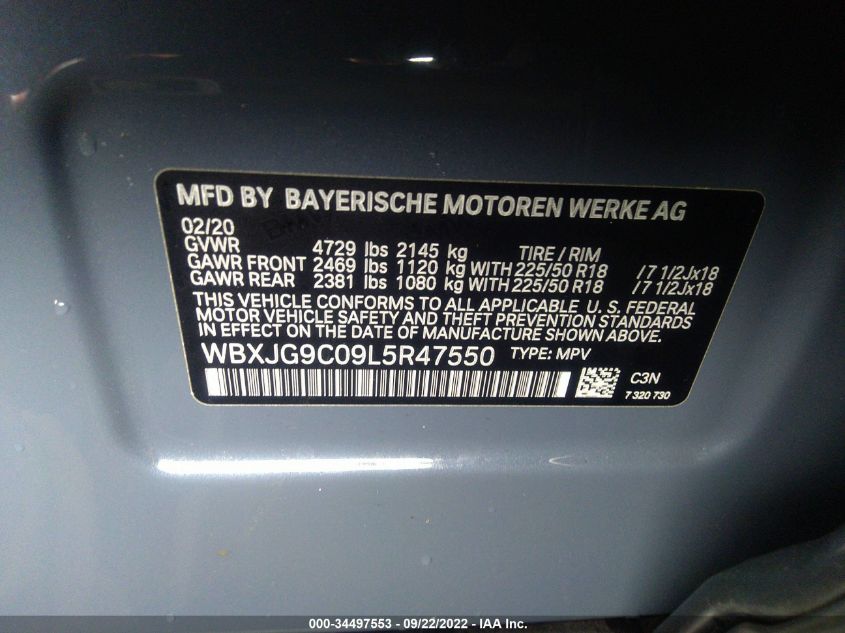 MFD BY BAYERISCHE MOTOREN WERKE AG
02/20
GVWR 4729 lbs 2145 kg TIRE / RIM
GAWR FRONT 2469 lbs 1120 kg WITH 225/50 R18 /7 1/2Jx18
GAWR REAR 2381 lbs 1080 kg WITH 225/50 R18 /7 1/2Jx18
THIS VEHICLE CONFORMS TO ALL APPLICABLE U. S. FEDERAL
MOTOR VEHICLE SAFETY AND THEFT PREVENTION STANDARDS
IN EFFECT ON THE DATE OF MANUFACTURE SHOWN ABOVE.
WBXJG9C09L5R47550 TYPE: MPV
C3N
7 320 730
000-34497553 - 09/22/2022 - IAA Inc.